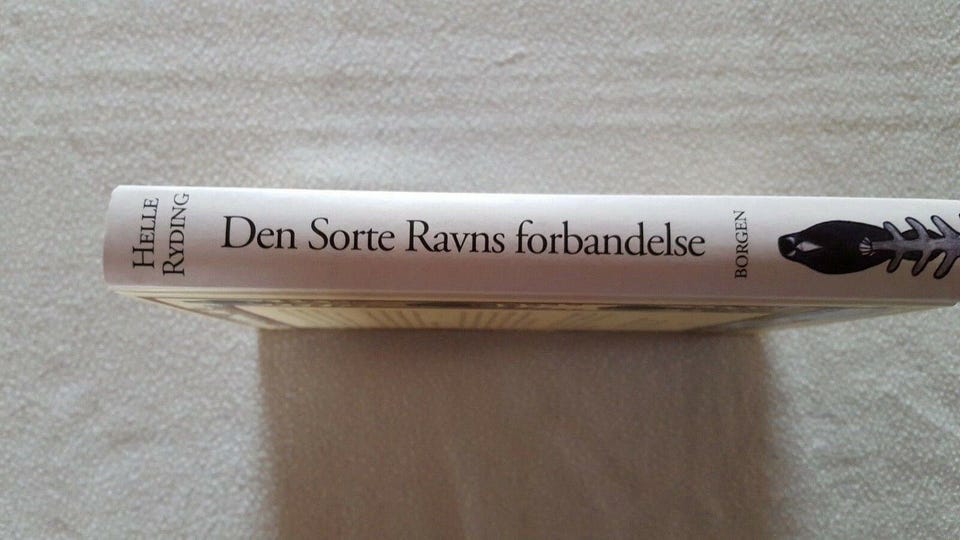 HELLE
RYDING
Den Sorte Ravns forbandelse
BORGEN